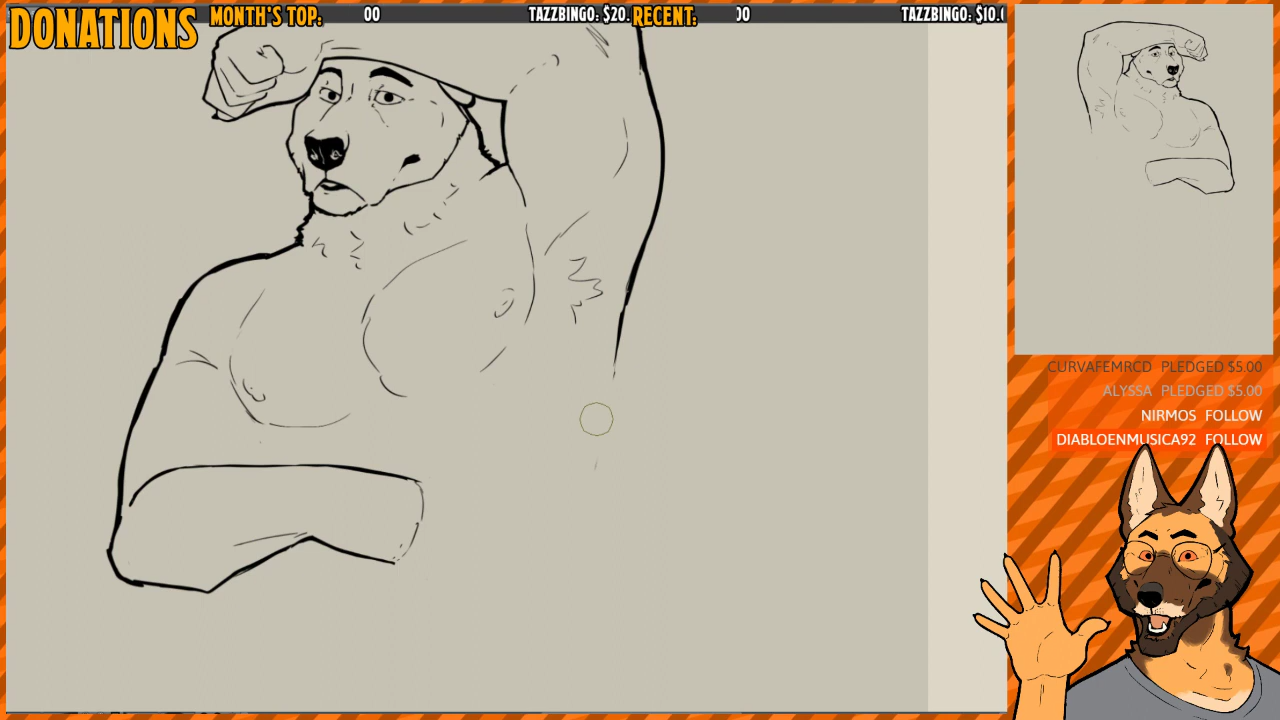 DONATIONS
MONTH'S TOP: 00 TAZZBINGO: $20. RECENT: 00 TAZZBINGO: $10.0
CURVAFEMRCD PLEDGED $5.00
ALYSSA PLEDGED $5.00
NIRMOS FOLLOW
DIABLOENMUSICA92 FOLLOW